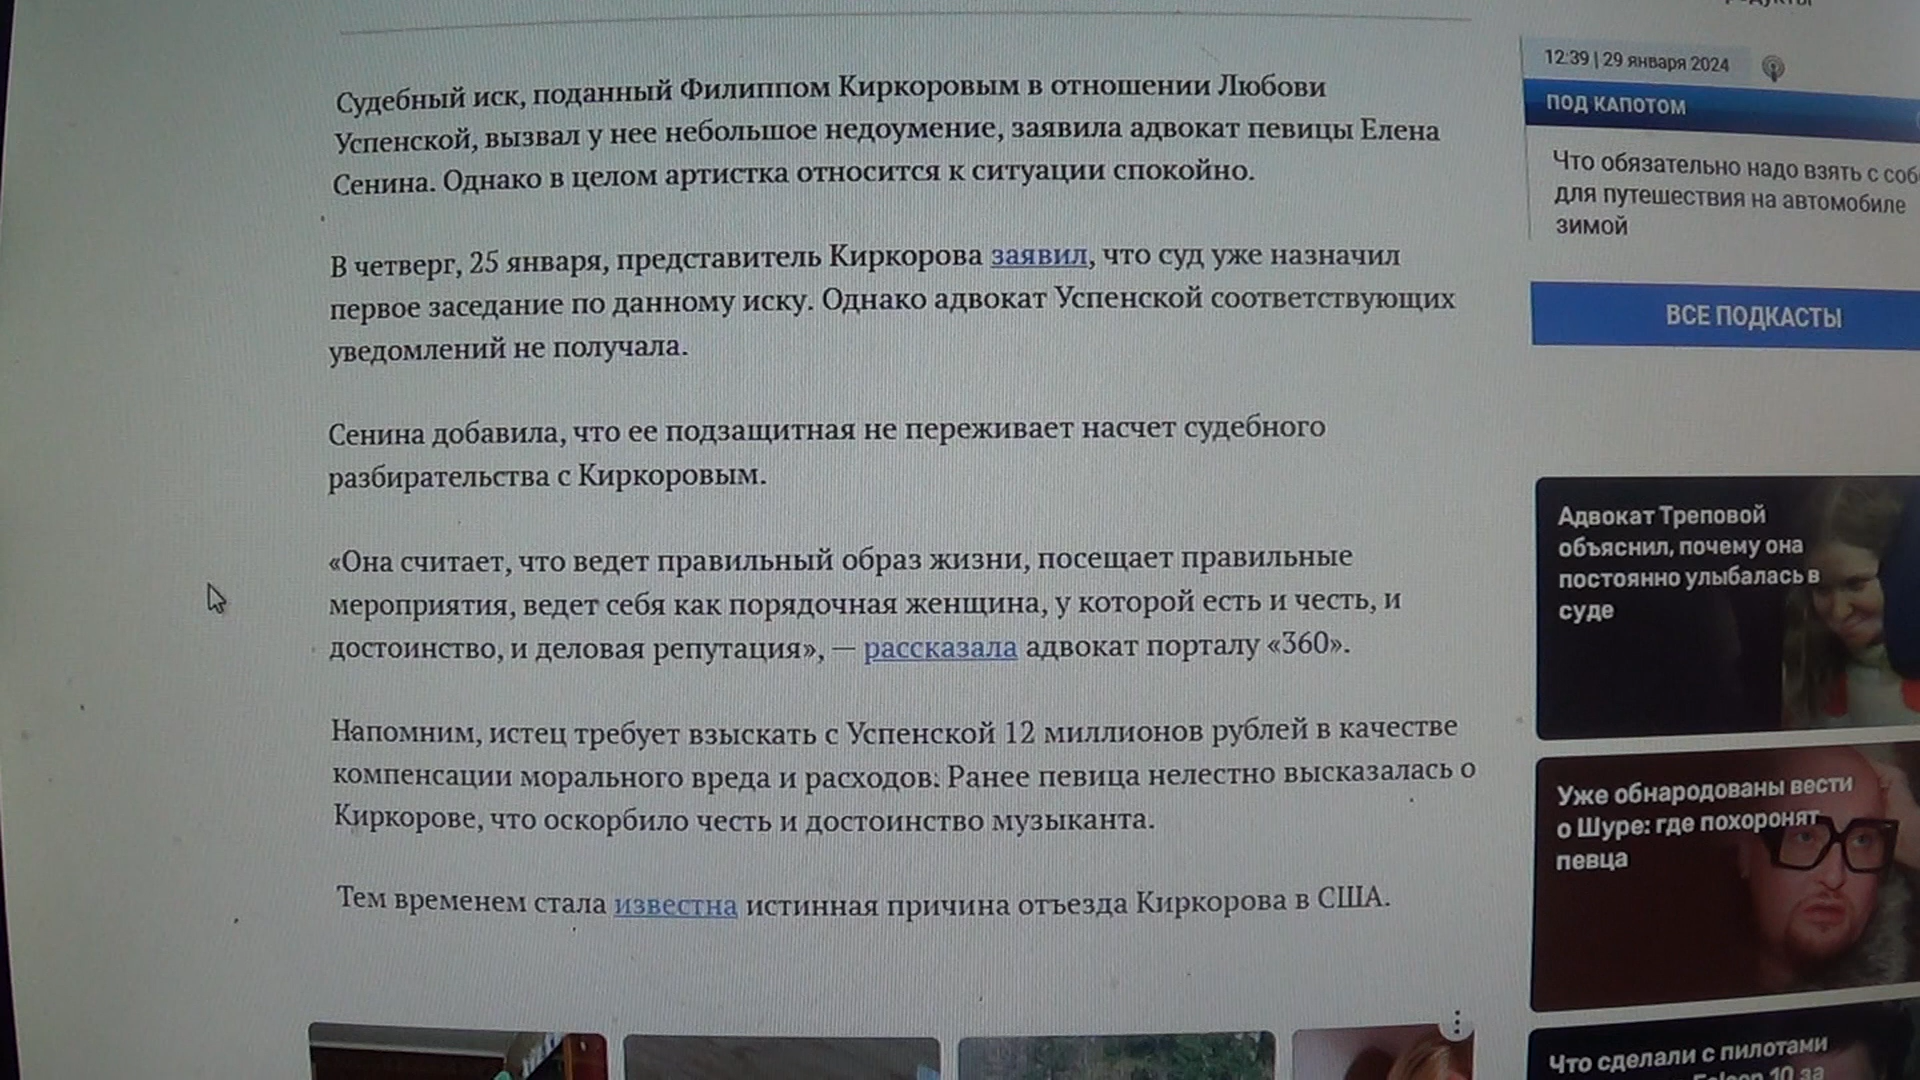 Судебный иск, поданный Филиппом Киркоровым в отношении Любови
Успенской, вызвал у нее небольшое недоумение, заявила адвокат певицы Елена
Сенина. Однако в целом артистка относится к ситуации спокойно.
В четверг, 25 января, представитель Киркорова заявил, что суд уже назначил
первое заседание по данному иску. Однако адвокат Успенской соответствующих
уведомлений не получала.
Сенина добавила, что ее подзащитная не переживает насчет судебного
разбирательства с Киркоровым.
«Она считает, что ведет правильный образ жизни, посещает правильные
мероприятия, ведет себя как порядочная женщина, у которой есть и честь, и
достоинство, и деловая репутация», — рассказала адвокат порталу «360».
Напомним, истец требует взыскать с Успенской 12 миллионов рублей в качестве
компенсации морального вреда и расходов. Ранее певица нелестно высказалась о
Киркорове, что оскорбило честь и достоинство музыканта.
Тем временем стала известна истинная причина отъезда Киркорова в США.
12:39 | 29 января 2024
ПОД КАПОТОМ
Что обязательно надо взять с соб
для путешествия на автомобиле
зимой
ВСЕ ПОДКАСТЫ
Адвокат Треповой
объяснил, почему она
постоянно улыбалась в
суде
Уже обнародованы вести
о Шуре: где похоронят
певца
Что сделали с пилотами
10 за